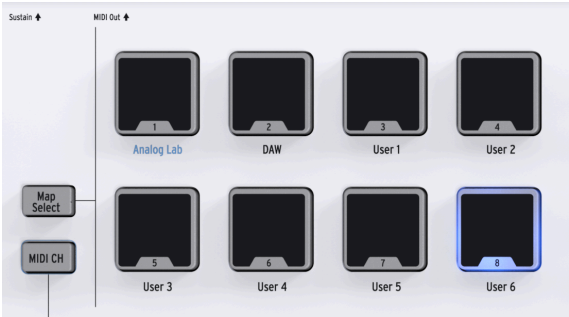 Sustain
MIDI Out
1
2
3
4
Analog Lab
DAW
User 1
User 2
Map
Select
MIDI CH
5
6
7
8
User 3
User 4
User 5
User 6